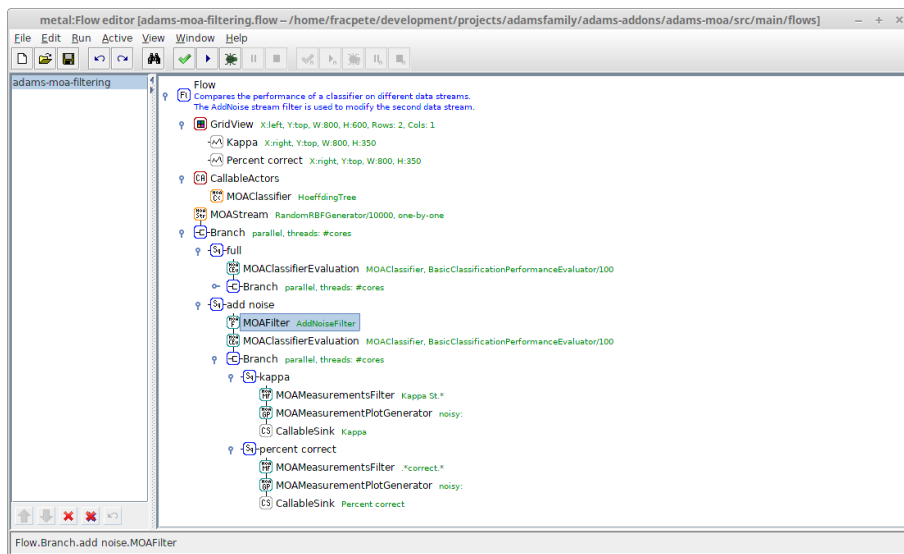 metal:Flow editor [adams-moa-filtering.flow – /home/fracpete/development/projects/adamsfamily/adams-addons/adams-moa/src/main/flows]
File Edit Run Active View Window Help
adams-moa-filtering
Flow
Compares the performance of a classifier on different data streams.
The AddNoise stream filter is used to modify the second data stream.
GridView X:left, Y:top, W:800, H:600, Rows: 2, Cols: 1
Kappa X:right, Y:top, W:800, H:350
Percent correct X:right, Y:top, W:800, H:350
CallableActors
MOAClassifier HoeffdingTree
MOAStream RandomRBFGenerator/10000, one-by-one
Branch parallel, threads: #cores
full
MOAClassifierEvaluation MOAClassifier, BasicClassificationPerformanceEvaluator/100
Branch parallel, threads: #cores
add noise
MOAFilter AddNoiseFilter
MOAClassifierEvaluation MOAClassifier, BasicClassificationPerformanceEvaluator/100
Branch parallel, threads: #cores
kappa
MOAMeasurementsFilter Kappa St.*
MOAMeasurementPlotGenerator noisy:
CallableSink Kappa
percent correct
MOAMeasurementsFilter .*correct.*
MOAMeasurementPlotGenerator noisy:
CallableSink Percent correct
Flow.Branch.add noise.MOAFilter